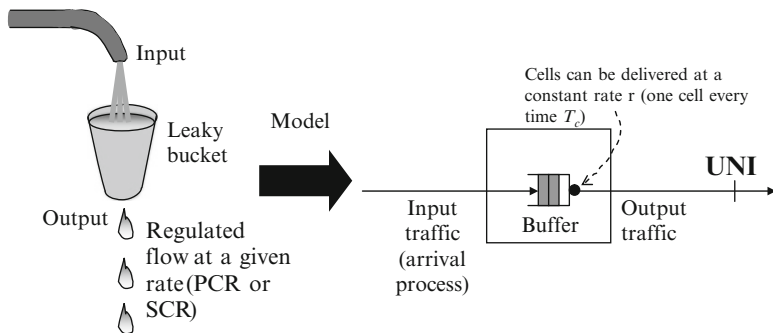 Input
Leaky
bucket
Output
Regulated
flow at a given
rate(PCR or
SCR)
Model
Cells can be delivered at a
constant rate r (one cell every
time Tc)
UNI
Input
traffic
(arrival
process)
Buffer
Output
traffic